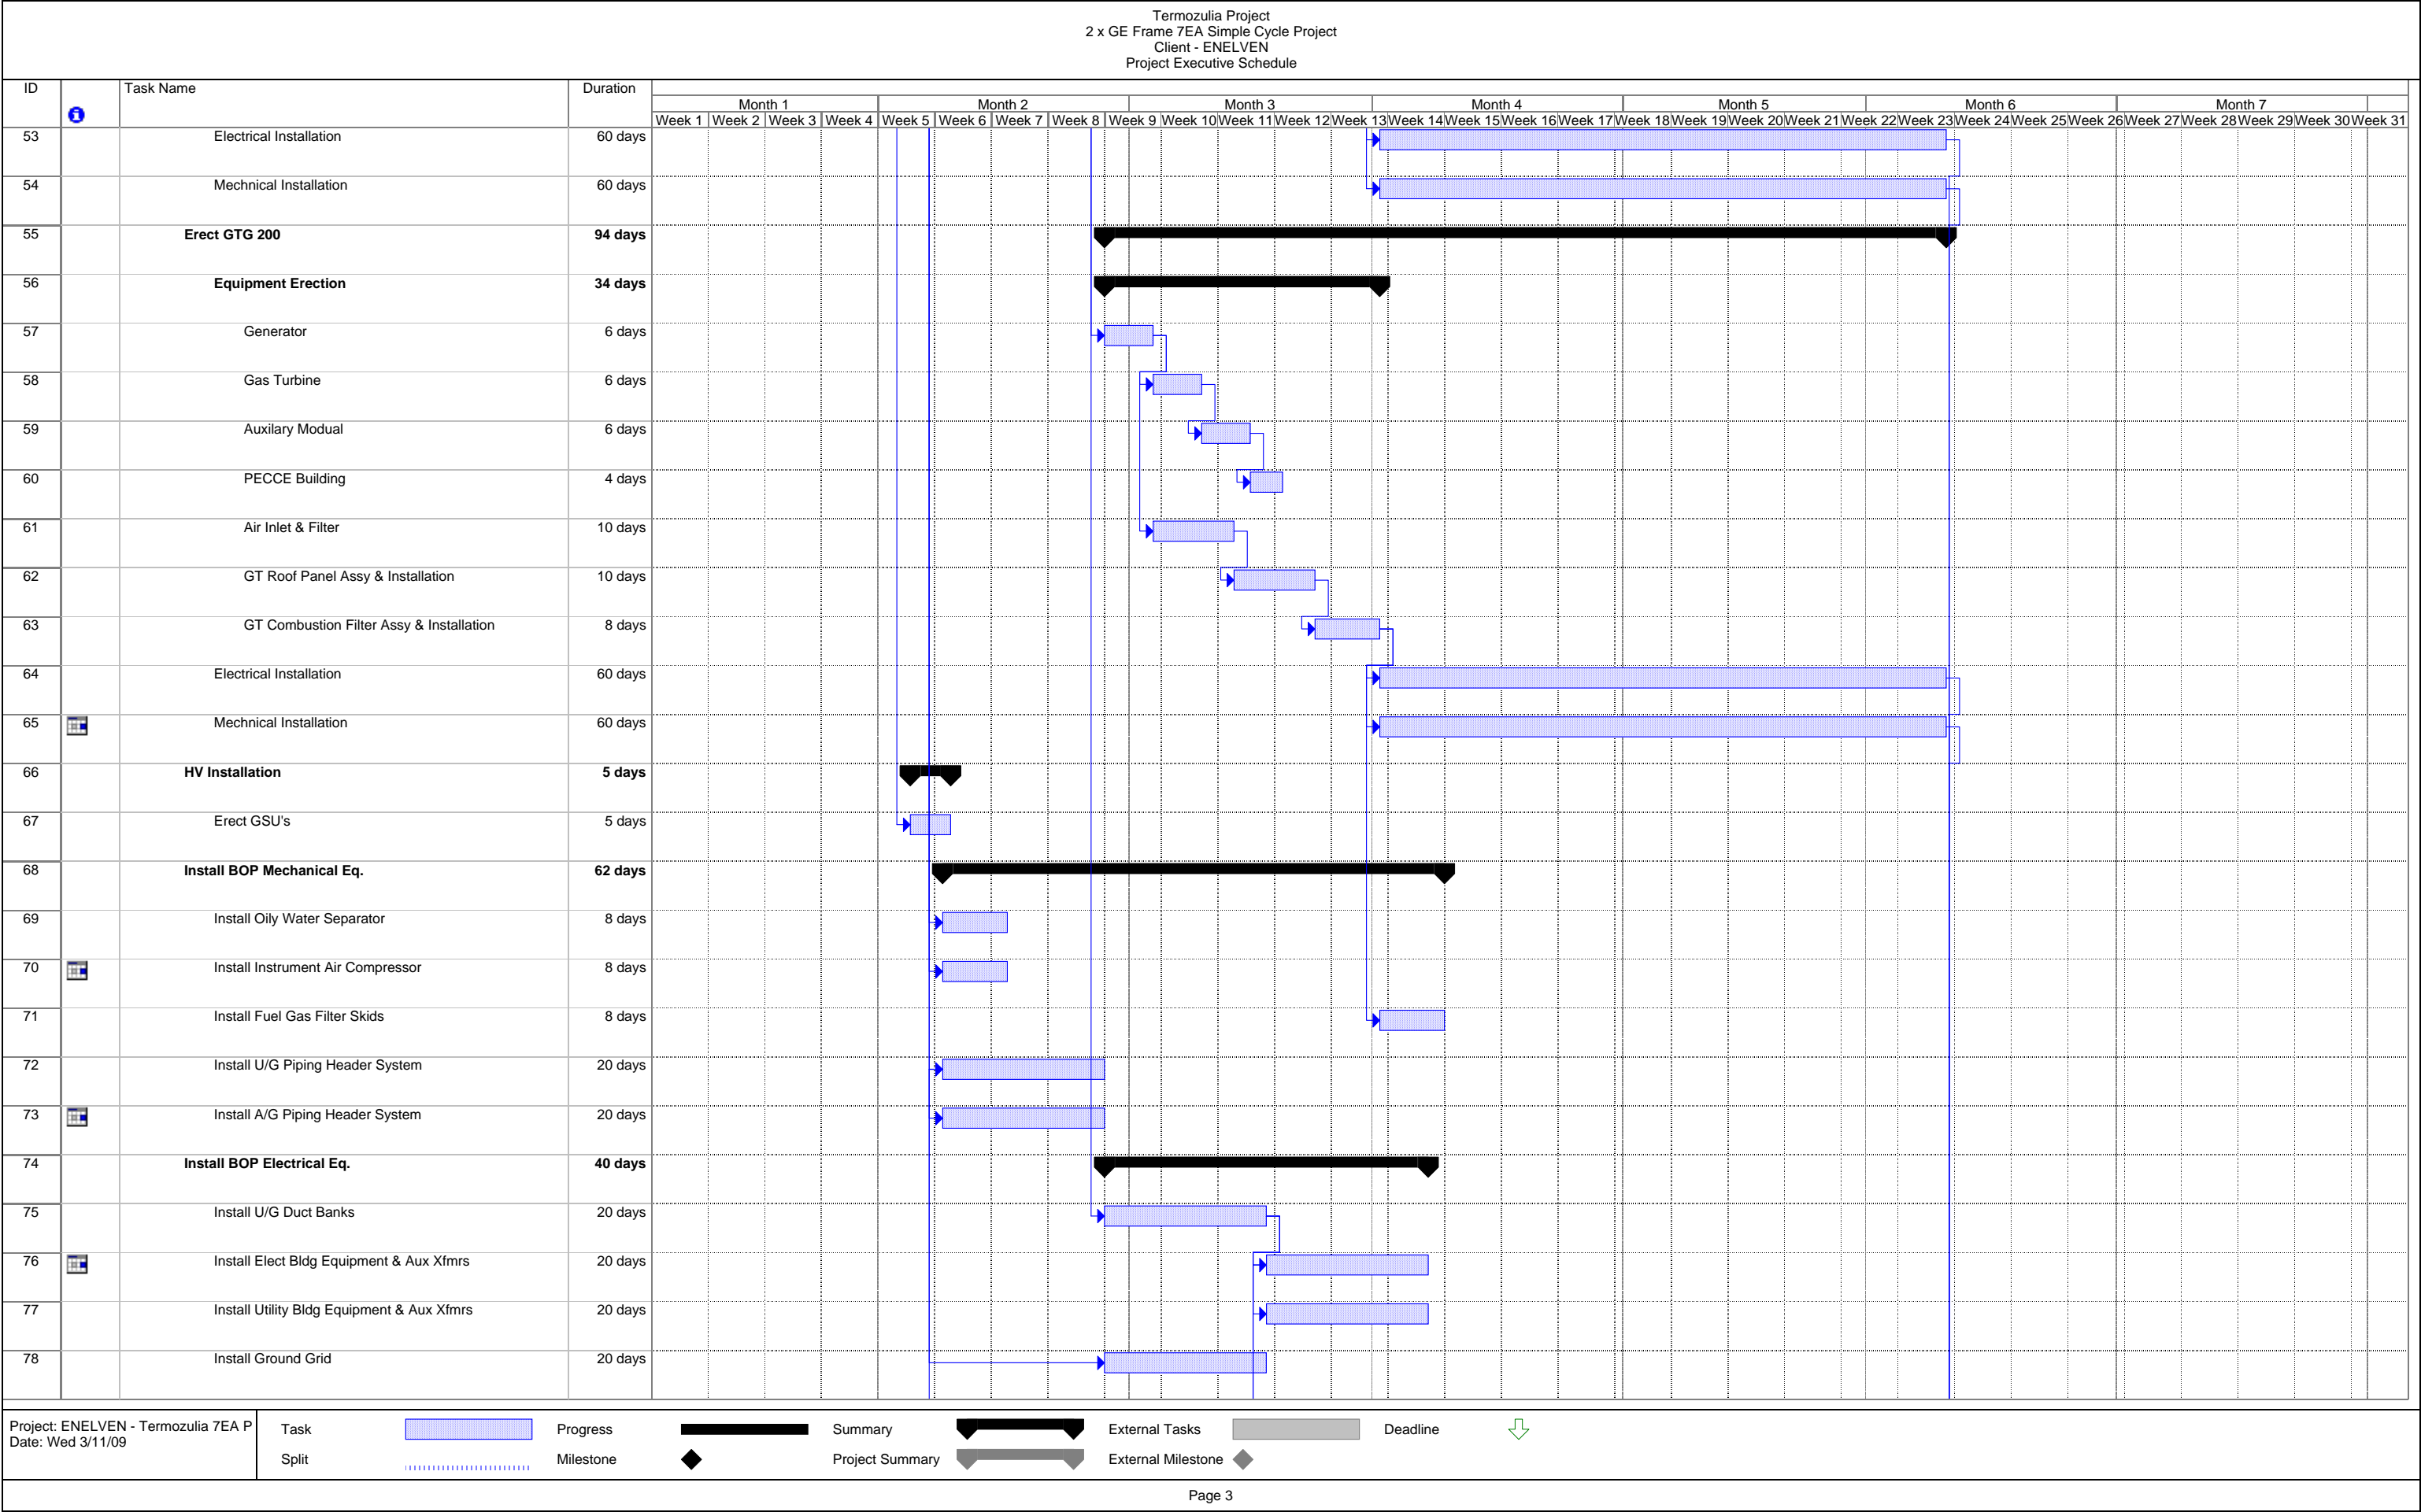 Termozulia Project
2 x GE Frame 7EA Simple Cycle Project
Client - ENELVEN
Project Executive Schedule
ID Task Name Duration
Month 1 Month 2 Month 3 Month 4 Month 5 Month 6 Month 7
Week 1 Week 2 Week 3 Week 4 Week 5 Week 6 Week 7 Week 8 Week 9 Week 10 Week 11 Week 12 Week 13 Week 14 Week 15 Week 16 Week 17 Week 18 Week 19 Week 20 Week 21 Week 22 Week 23 Week 24 Week 25 Week 26 Week 27 Week 28 Week 29 Week 30 Week 31
53 Electrical Installation 60 days
54 Mechnical Installation 60 days
55 Erect GTG 200 94 days
56 Equipment Erection 34 days
57 Generator 6 days
58 Gas Turbine 6 days
59 Auxilary Modual 6 days
60 PECCE Building 4 days
61 Air Inlet & Filter 10 days
62 GT Roof Panel Assy & Installation 10 days
63 GT Combustion Filter Assy & Installation 8 days
64 Electrical Installation 60 days
65 Mechnical Installation 60 days
66 HV Installation 5 days
67 Erect GSU's 5 days
68 Install BOP Mechanical Eq. 62 days
69 Install Oily Water Separator 8 days
70 Install Instrument Air Compressor 8 days
71 Install Fuel Gas Filter Skids 8 days
72 Install U/G Piping Header System 20 days
73 Install A/G Piping Header System 20 days
74 Install BOP Electrical Eq. 40 days
75 Install U/G Duct Banks 20 days
76 Install Elect Bldg Equipment & Aux Xfmrs 20 days
77 Install Utility Bldg Equipment & Aux Xfmrs 20 days
78 Install Ground Grid 20 days
Project: ENELVEN - Termozulia 7EA P
Date: Wed 3/11/09
Task Progress Summary External Tasks Deadline
Split Milestone Project Summary External Milestone
Page 3